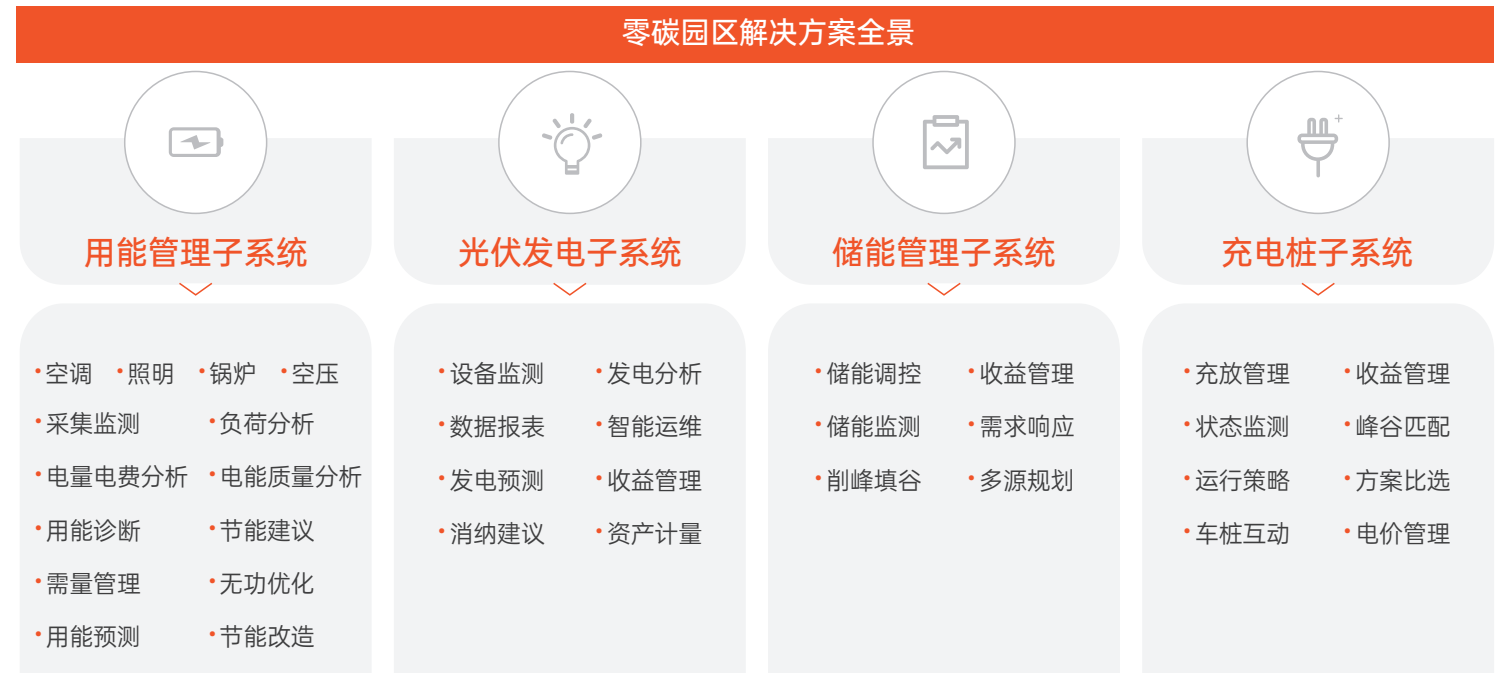 零碳园区解决方案全景
用能管理子系统
•空调 •照明 •锅炉 •空压
•采集监测 •负荷分析
•电量电费分析 •电能质量分析
•用能诊断 •节能建议
•需量管理 •无功优化
•用能预测 •节能改造
光伏发电子系统
•设备监测 •发电分析
•数据报表 •智能运维
•发电预测 •收益管理
•消纳建议 •资产计量
储能管理子系统
•储能调控 •收益管理
•储能监测 •需求响应
•削峰填谷 •多源规划
充电桩子系统
•充放管理 •收益管理
•状态监测 •峰谷匹配
•运行策略 •方案比选
•车桩互动 •电价管理